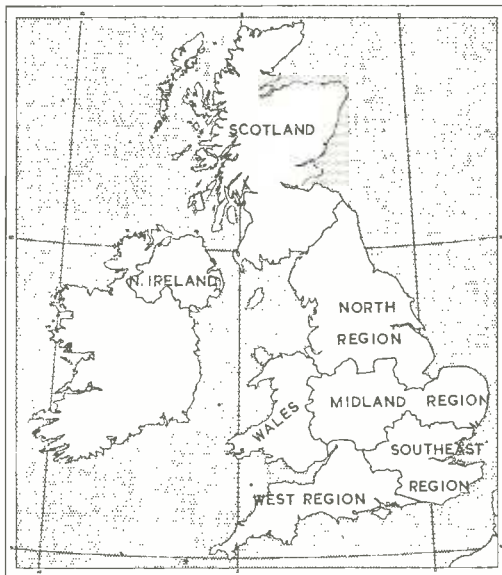 SCOTLAND
N. IRELAND
NORTH
REGION
WALES
MIDLAND REGION
SOUTHEAST
REGION
WEST REGION